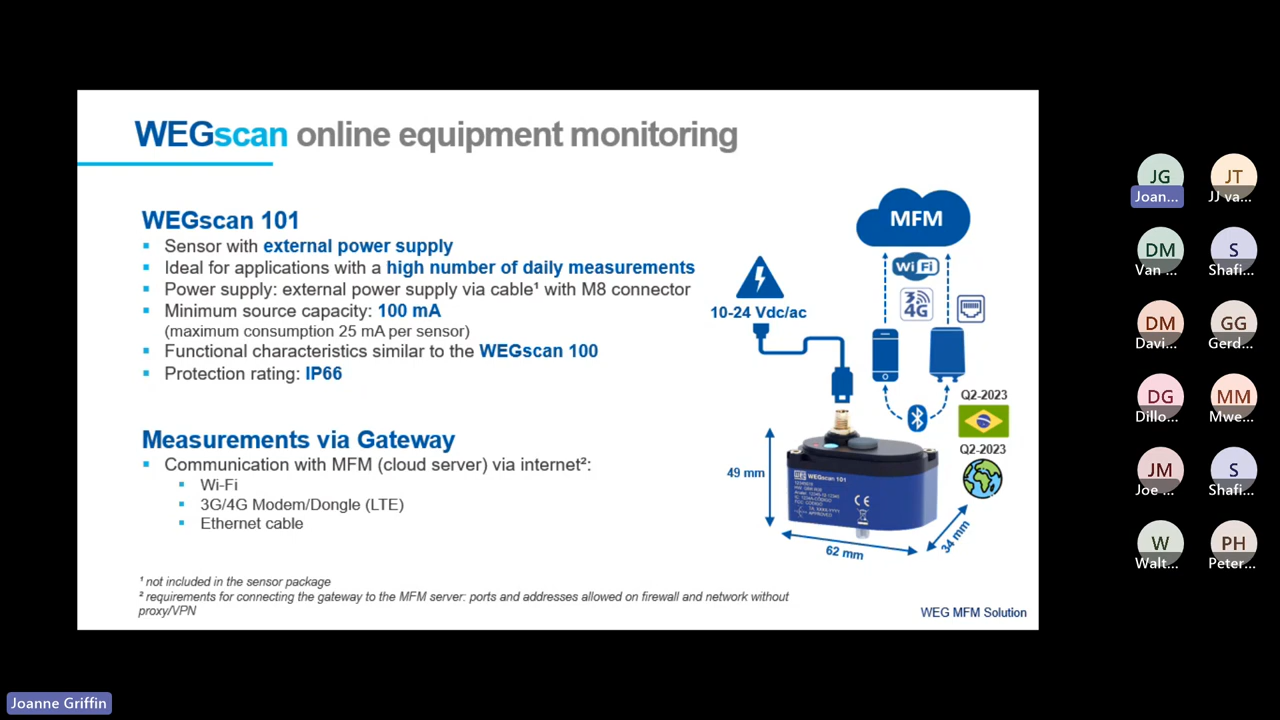 WEGscan online equipment monitoring
WEGscan 101
Sensor with external power supply
Ideal for applications with a high number of daily measurements
Power supply: external power supply via cable¹ with M8 connector
Minimum source capacity: 100 mA
(maximum consumption 25 mA per sensor)
Functional characteristics similar to the WEGscan 100
Protection rating: IP66
Measurements via Gateway
Communication with MFM (cloud server) via internet²:
Wi-Fi
3G/4G Modem/Dongle (LTE)
Ethernet cable
¹ not included in the sensor package
² requirements for connecting the gateway to the MFM server: ports and addresses allowed on firewall and network without
proxy/VPN
MFM
WiFi
4G
10-24 Vdc/ac
Q2-2023
Q2-2023
49 mm
WEGscan 101
CE
62 mm
34 mm
WEG MFM Solution
JG
Joan...
JT
JJ va...
DM
Van ...
S
Shafi...
DM
Davi...
GG
Gerd...
DG
Dillo...
MM
Mwe...
JM
Joe ...
S
Shafi...
W
Walt...
PH
Peter...
Joanne Griffin